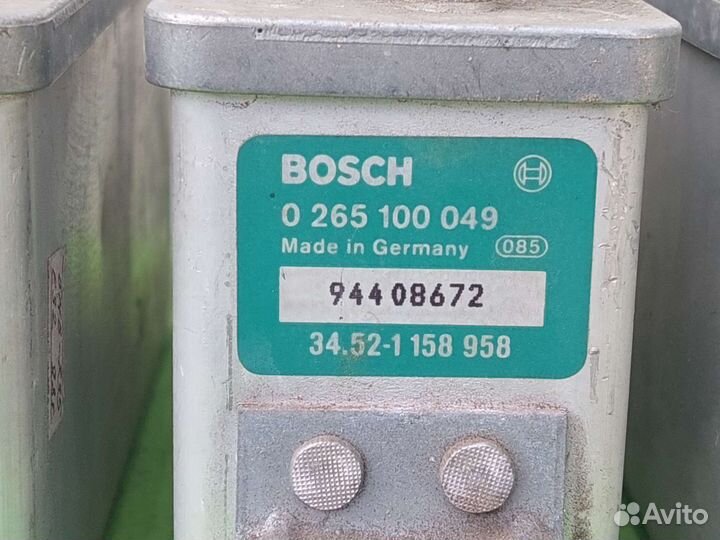 BOSCH
0 265 100 049
Made in Germany 085
94408672
34.52-1 158 958
Avito